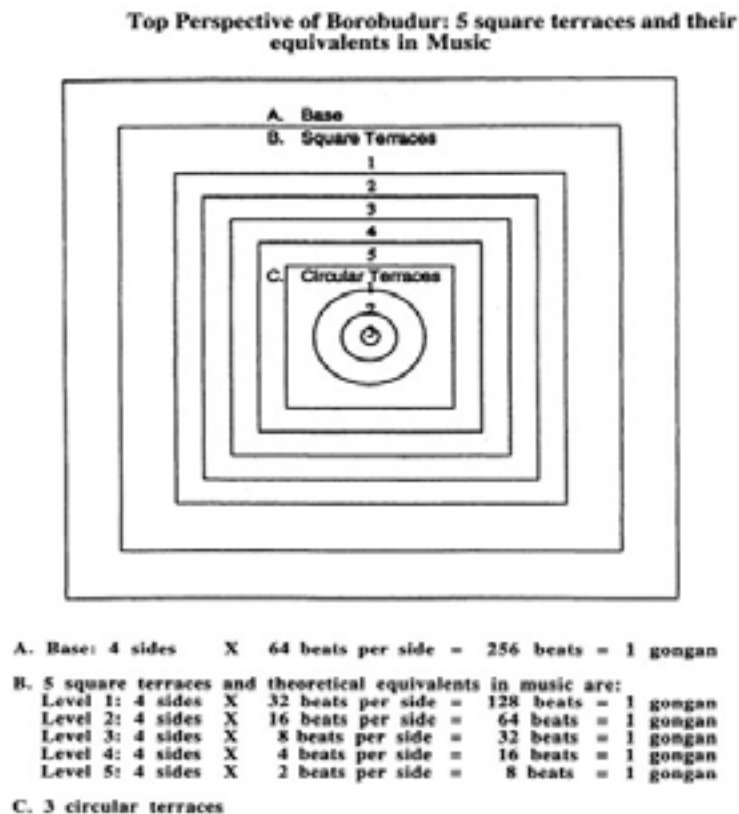 Top Perspective of Borobudur: 5 square terraces and their
equivalents in Music
A. Base
B. Square Terraces
1
2
3
4
5
C. Circular Terraces
1
2
3
A. Base: 4 sides X 64 beats per side = 256 beats = 1 gongan
B. 5 square terraces and theoretical equivalents in music are:
Level 1: 4 sides X 32 beats per side = 128 beats = 1 gongan
Level 2: 4 sides X 16 beats per side = 64 beats = 1 gongan
Level 3: 4 sides X 8 beats per side = 32 beats = 1 gongan
Level 4: 4 sides X 4 beats per side = 16 beats = 1 gongan
Level 5: 4 sides X 2 beats per side = 8 beats = 1 gongan
C. 3 circular terraces